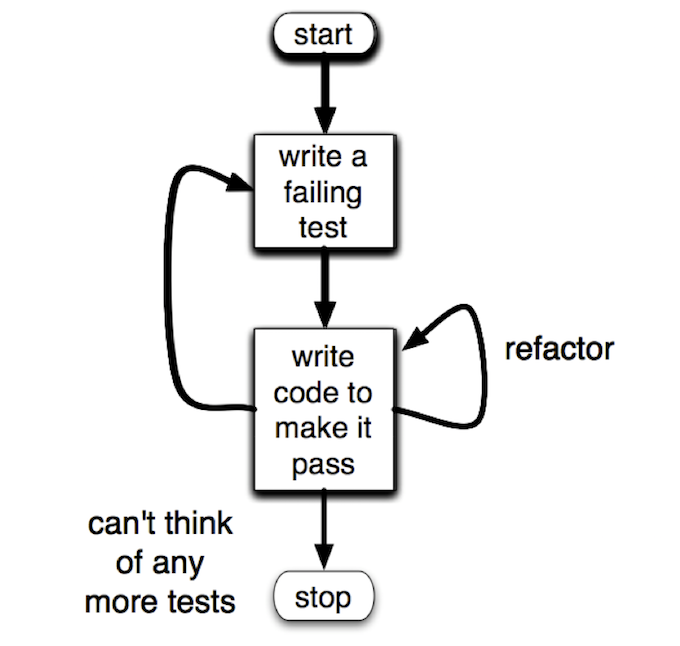 start
write a
failing
test
write
code to
make it
pass
refactor
can't think
of any
more tests
stop